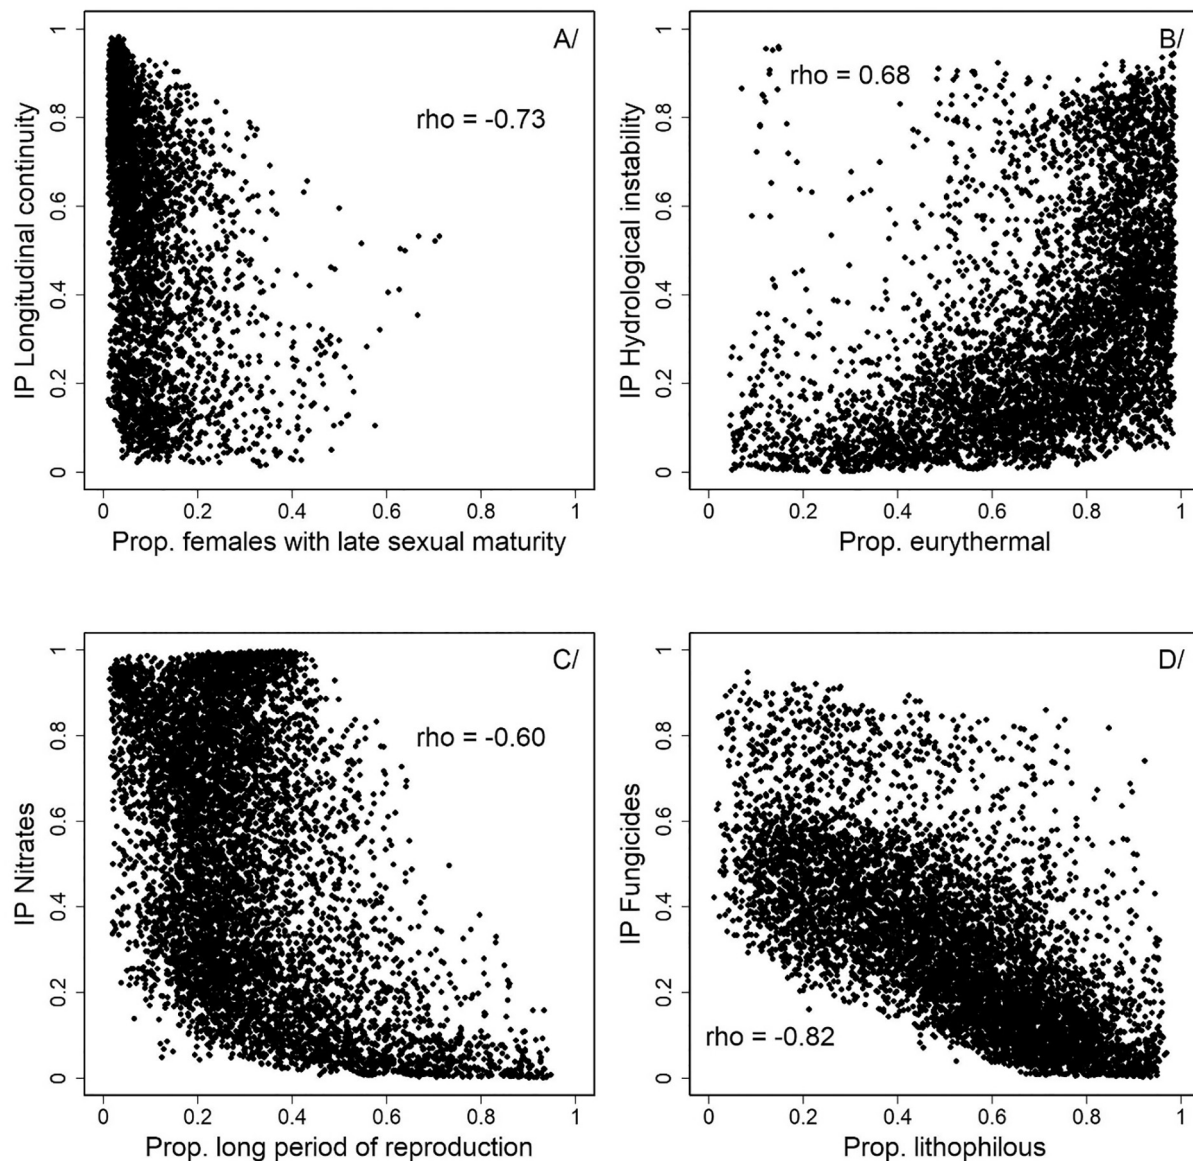 A/
rho = -0.73
IP Longitudinal continuity
1
0.8
0.6
0.4
0.2
0
0 0.2 0.4 0.6 0.8 1
Prop. females with late sexual maturity
B/
rho = 0.68
IP Hydrological instability
1
0.8
0.6
0.4
0.2
0
0 0.2 0.4 0.6 0.8 1
Prop. eurythermal
C/
rho = -0.60
IP Nitrates
1
0.8
0.6
0.4
0.2
0
0 0.2 0.4 0.6 0.8 1
Prop. long period of reproduction
D/
rho = -0.82
IP Fungicides
1
0.8
0.6
0.4
0.2
0
0 0.2 0.4 0.6 0.8 1
Prop. lithophilous